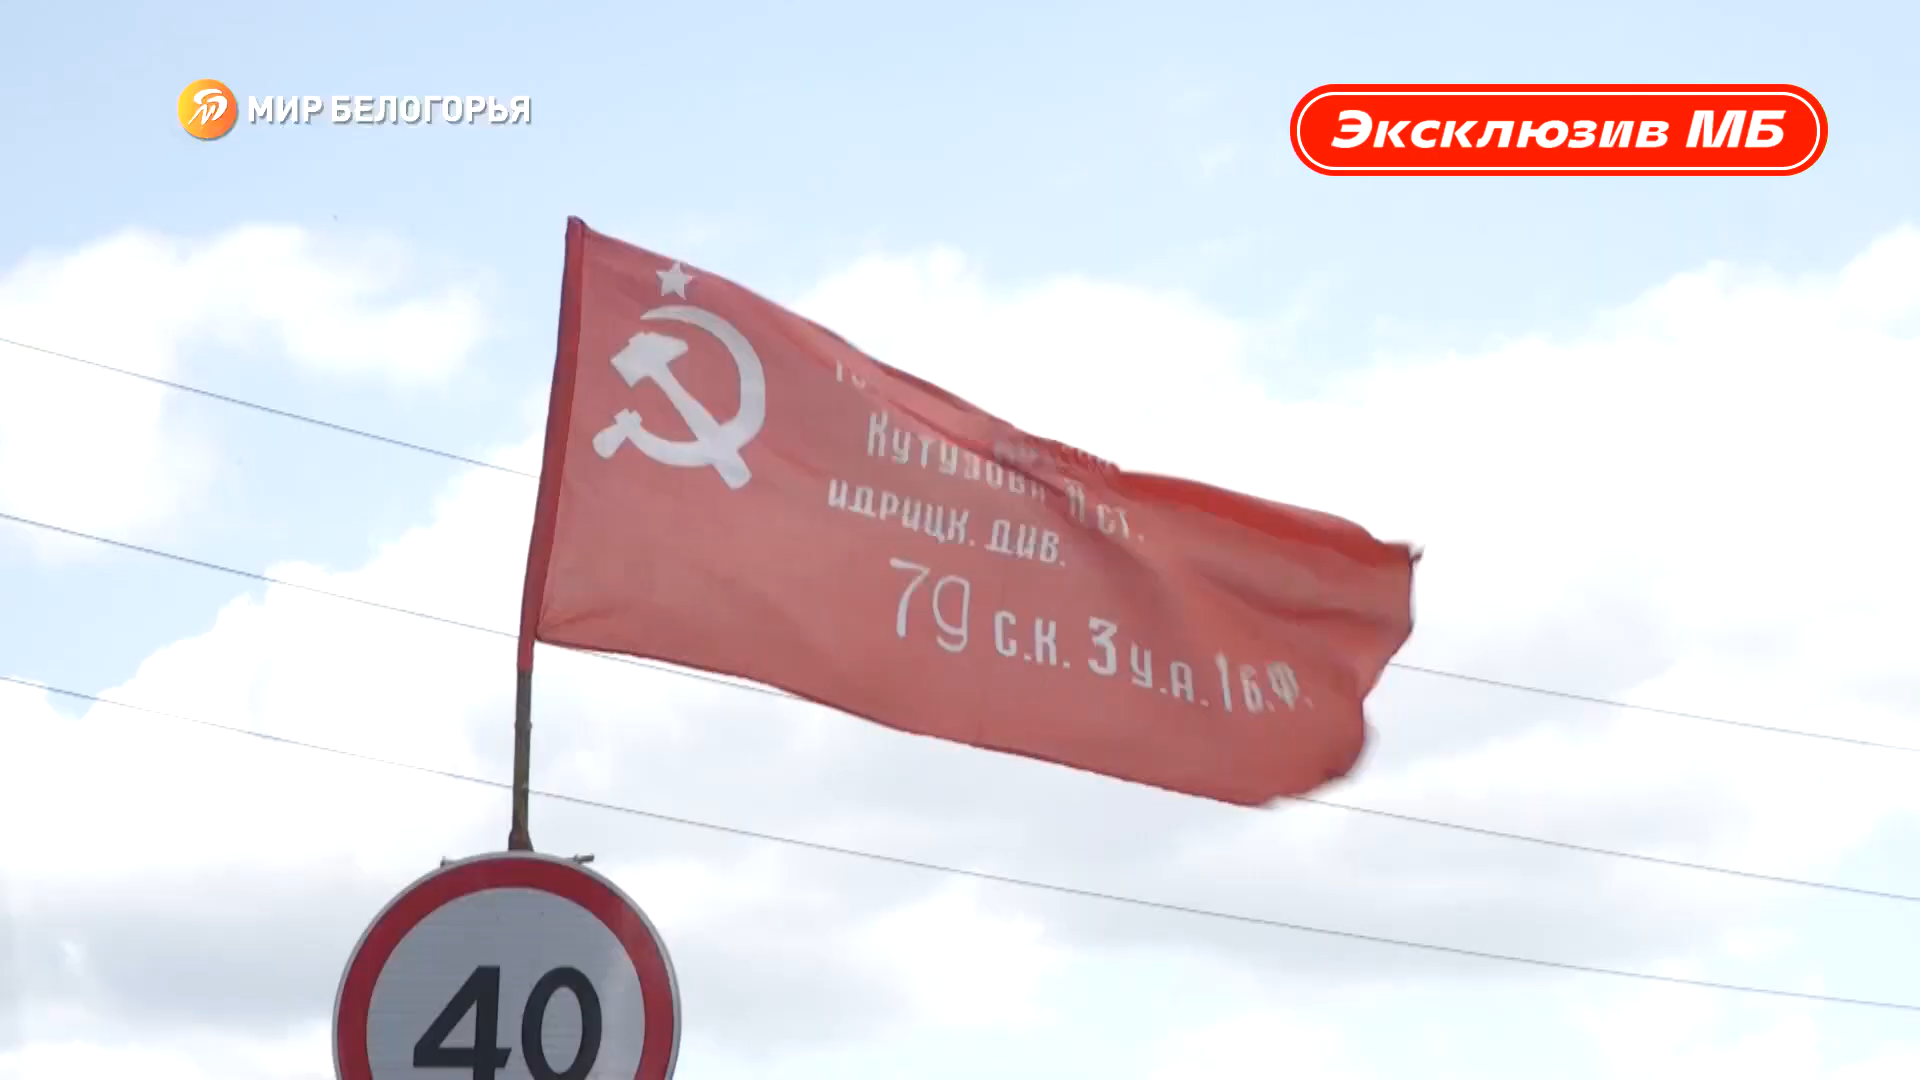 МИР БЕЛОГОРЬЯ
Эксклюзив МБ
Кутузова II ст.
идрицк. див.
79 с.к. 3 у.а. 1 б.ф.
40